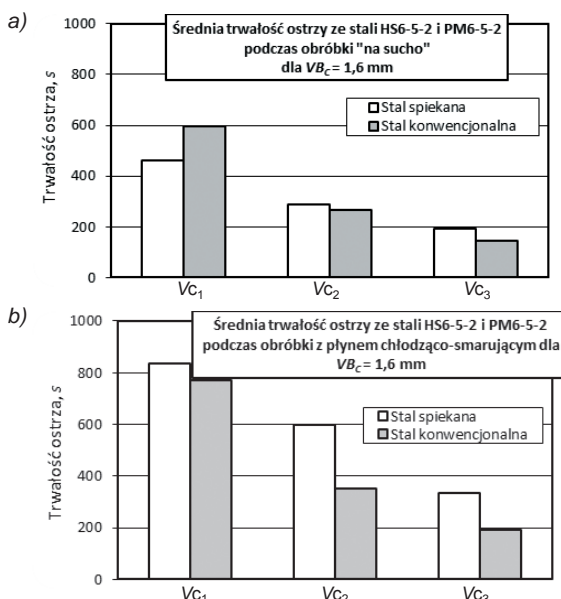 a)
Średnia trwałość ostrzy ze stali HS6-5-2 i PM6-5-2
podczas obróbki "na sucho"
dla VBC = 1,6 mm
Stal spiekana
Stal konwencjonalna
Trwałość ostrza, s
1000
800
600
400
200
0
Vc1
Vc2
Vc3
b)
Średnia trwałość ostrzy ze stali HS6-5-2 i PM6-5-2
podczas obróbki z płynem chłodząco-smarującym dla
VBC = 1,6 mm
Stal spiekana
Stal konwencjonalna
Trwałość ostrza, s
1000
800
600
400
200
0
Vc1
Vc2
Vc3